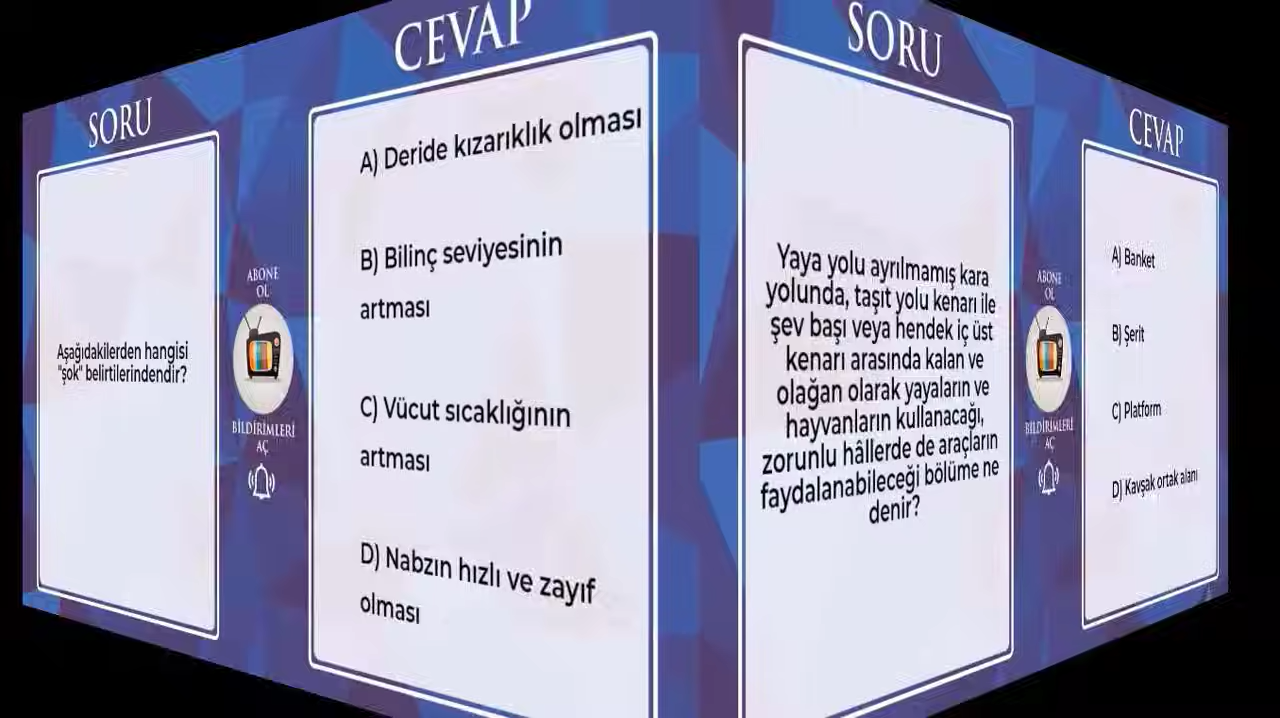 SORU
Aşağıdakilerden hangisi
"şok" belirtilerindendir?
ABONE
OL
BİLDİRİMLERİ
AÇ
CEVAP
A) Deride kızarıklık olması
B) Bilinç seviyesinin
artması
C) Vücut sıcaklığının
artması
D) Nabzın hızlı ve zayıf
olması
SORU
Yaya yolu ayrılmamış kara
yolunda, taşıt yolu kenarı ile
şev başı veya hendek iç üst
kenarı arasında kalan ve
olağan olarak yayaların ve
hayvanların kullanacağı,
zorunlu hâllerde de araçların
faydalanabileceği bölüme ne
denir?
ABONE
OL
BİLDİRİMLERİ
AÇ
CEVAP
A) Banket
B) Şerit
C) Platform
D) Kavşak ortak alanı